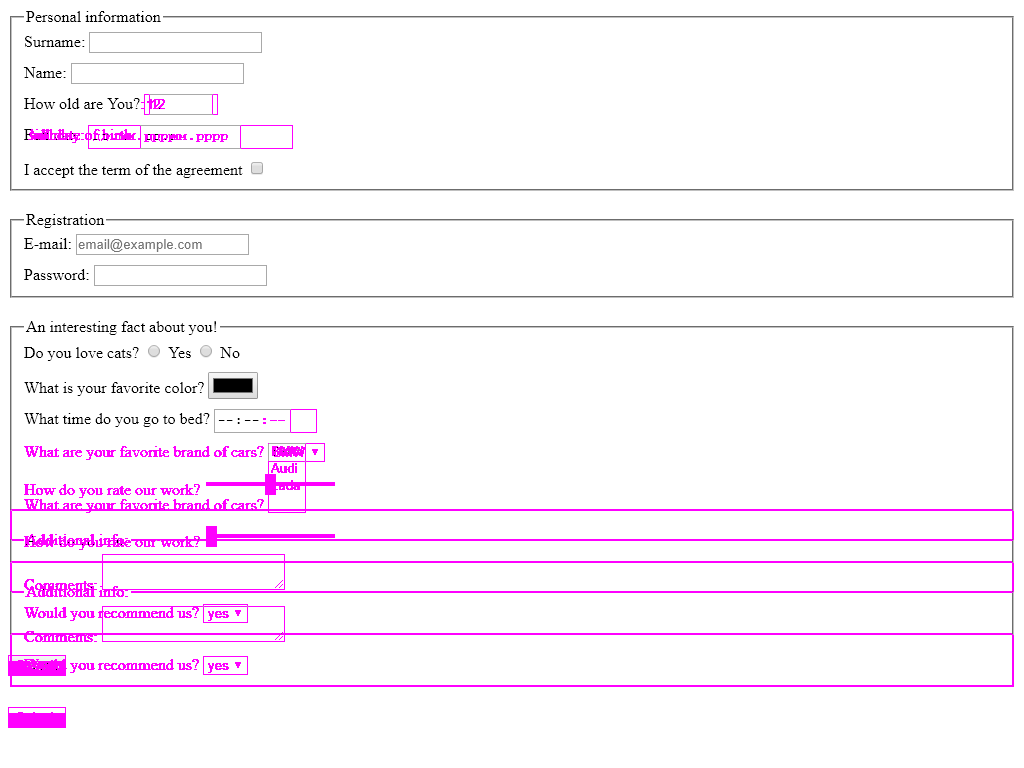 Personal information
Surname:
Name:
How old are You?: 12
I accept the term of the agreement
Registration
E-mail: email@example.com
Password:
An interesting fact about you!
Do you love cats? Yes No
What is your favorite color?
What time do you go to bed? --:--:--
What are your favorite brand of cars?
Audi
How do you rate our work?
What are your favorite brand of cars?
Additional info:
How do you rate our work?
Comments:
Additional info:
Would you recommend us? yes
Comments:
Would you recommend us? yes